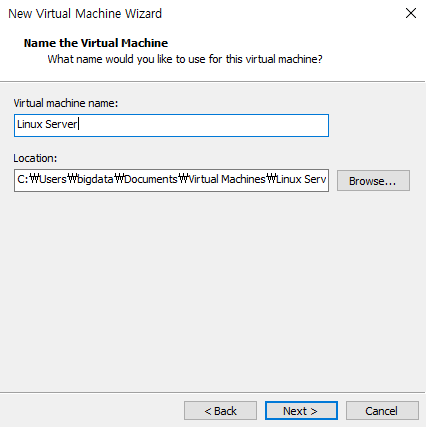 New Virtual Machine Wizard
Name the Virtual Machine
What name would you like to use for this virtual machine?
Virtual machine name:
Linux Server
Location:
C:₩Users₩bigdata₩Documents₩Virtual Machines₩Linux Serv
Browse...
< Back
Next >
Cancel